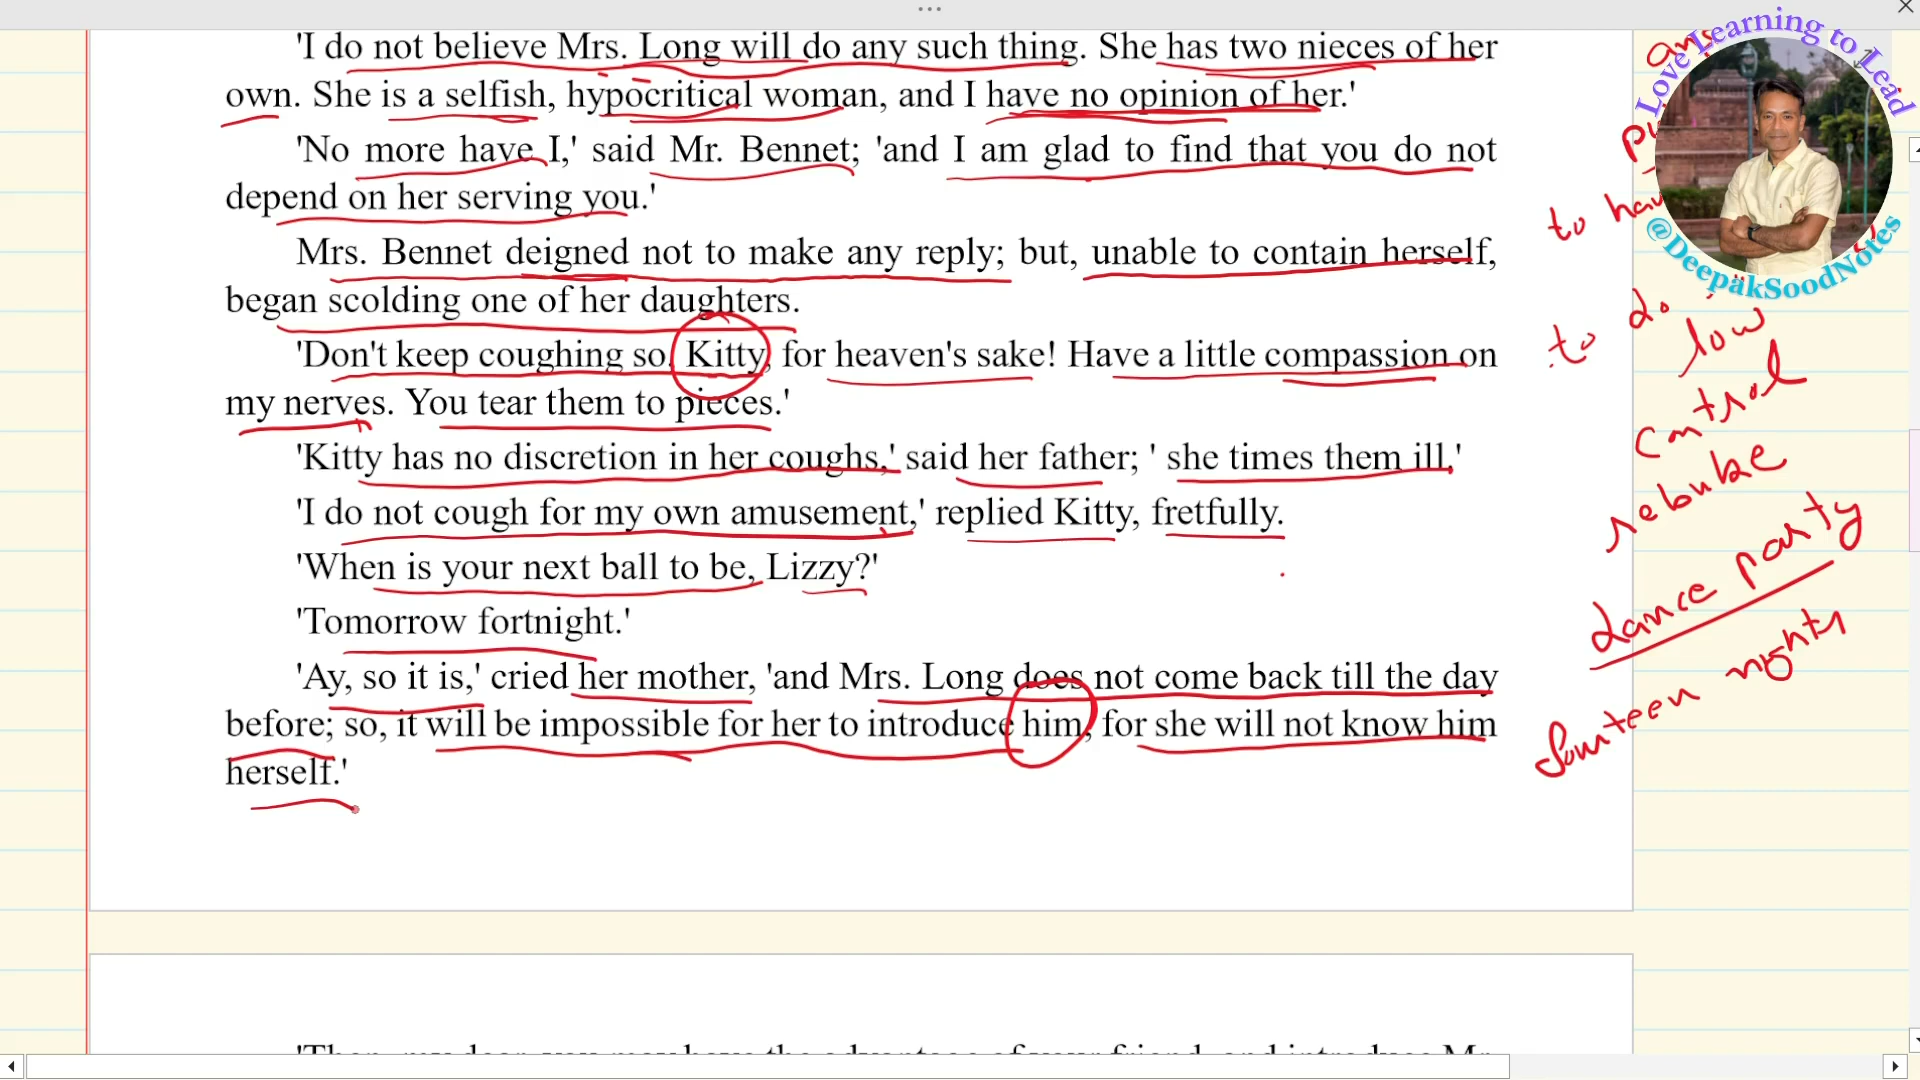 'I do not believe Mrs. Long will do any such thing. She has two nieces of her
own. She is a selfish, hypocritical woman, and I have no opinion of her.'
'No more have I,' said Mr. Bennet; 'and I am glad to find that you do not
depend on her serving you.'
Mrs. Bennet deigned not to make any reply; but, unable to contain herself,
began scolding one of her daughters.
'Don't keep coughing so, Kitty, for heaven's sake! Have a little compassion on
my nerves. You tear them to pieces.'
'Kitty has no discretion in her coughs,' said her father; ' she times them ill.'
'I do not cough for my own amusement,' replied Kitty, fretfully.
'When is your next ball to be, Lizzy?'
'Tomorrow fortnight.'
'Ay, so it is,' cried her mother, 'and Mrs. Long does not come back till the day
before; so, it will be impossible for her to introduce him, for she will not know him
herself.'
Love Learning to Lead
@DeepakSoodNotes
to
to do
low
control
rebuke
dance party
fourteen nights